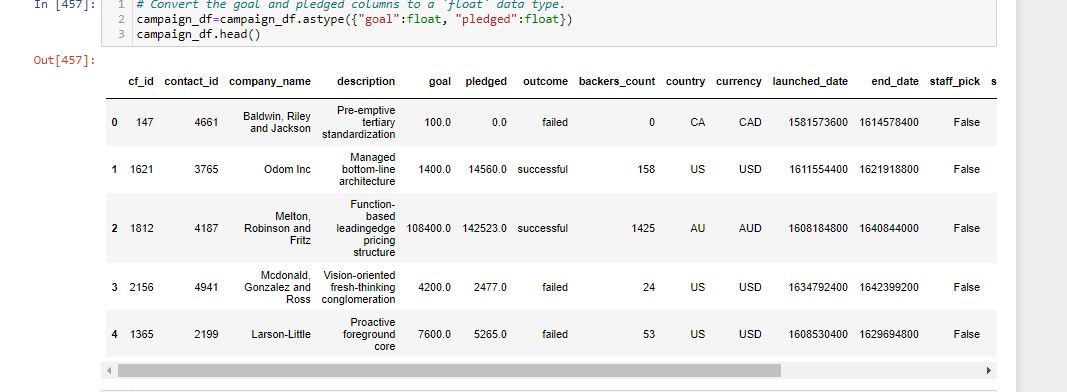 In [457]:
1 # Convert the goal and pledged columns to a `float` data type.
2 campaign_df=campaign_df.astype({"goal":float, "pledged":float})
3 campaign_df.head()
Out[457]:
cf_id contact_id company_name description goal pledged outcome backers_count country currency launched_date end_date staff_pick s
0 147 4661 Baldwin, Riley and Jackson Pre-emptive tertiary standardization 100.0 0.0 failed 0 CA CAD 1581573600 1614578400 False
1 1621 3765 Odom Inc Managed bottom-line architecture 1400.0 14560.0 successful 158 US USD 1611554400 1621918800 False
2 1812 4187 Melton, Robinson and Fritz Function-based leadingedge pricing structure 108400.0 142523.0 successful 1425 AU AUD 1608184800 1640844000 False
3 2156 4941 Mcdonald, Gonzalez and Ross Vision-oriented fresh-thinking conglomeration 4200.0 2477.0 failed 24 US USD 1634792400 1642399200 False
4 1365 2199 Larson-Little Proactive foreground core 7600.0 5265.0 failed 53 US USD 1608530400 1629694800 False